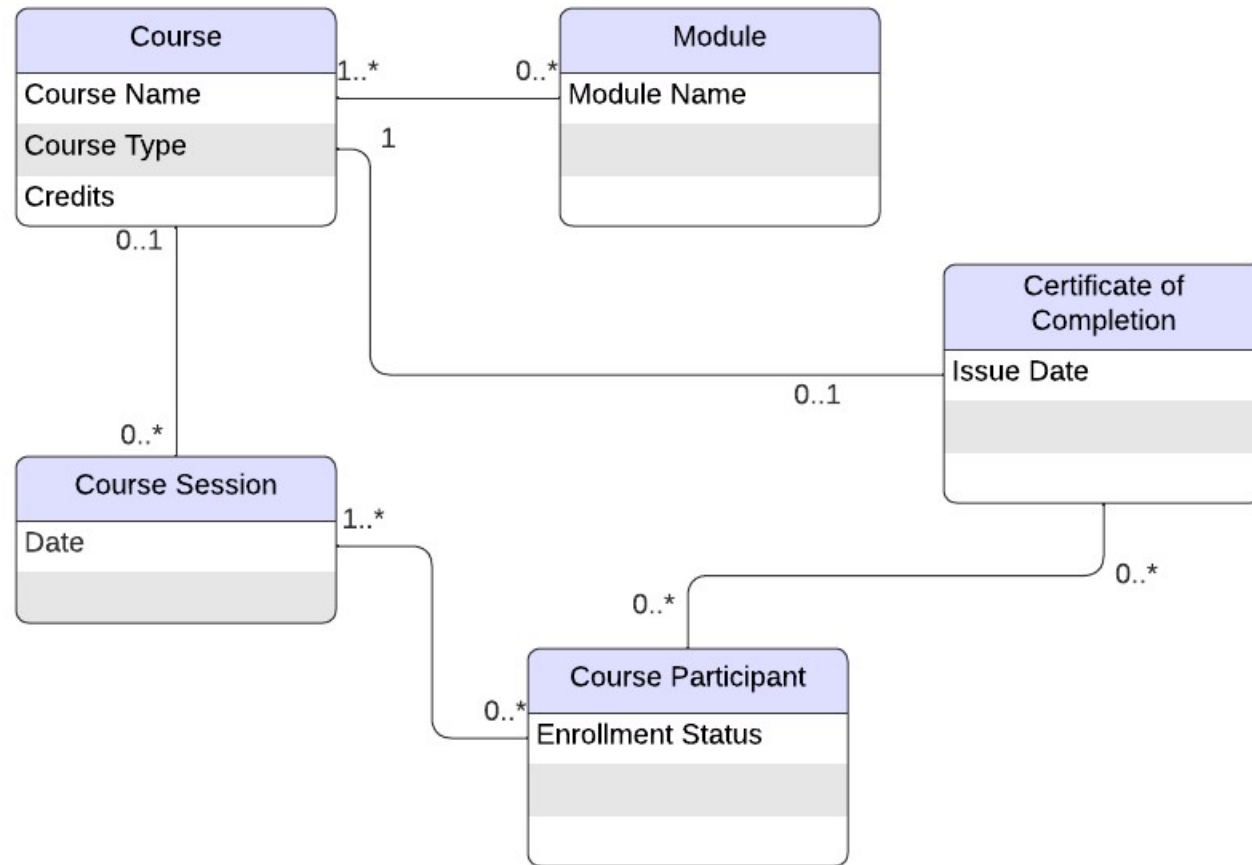 Course
Module
1..*
0..*
Course Name
Module Name
Course Type
1
Credits
0..1
Certificate of
Completion
Issue Date
0..1
0..*
Course Session
1..*
Date
0..*
0..*
Course Participant
0..*
Enrollment Status